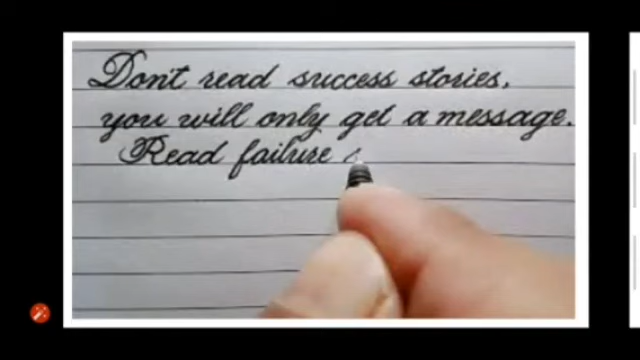 Don't read success stories,
you will only get a message.
Read failure